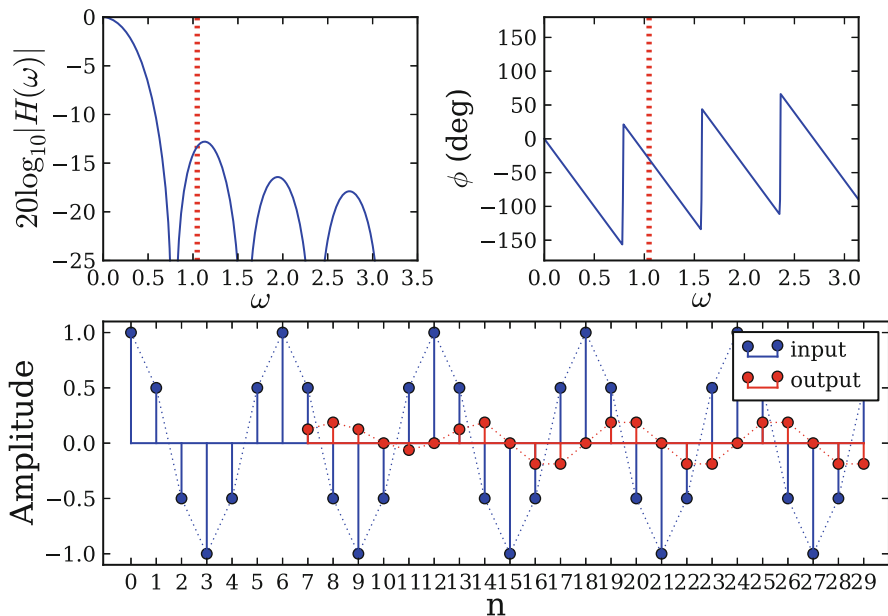 20log₁₀|H(ω)|
0
−5
−10
−15
−20
−25
0.0 0.5 1.0 1.5 2.0 2.5 3.0 3.5
ω
ϕ (deg)
150
100
50
0
−50
−100
−150
0.0 0.5 1.0 1.5 2.0 2.5 3.0
ω
Amplitude
1.0
0.5
0.0
−0.5
−1.0
input
output
0 1 2 3 4 5 6 7 8 9 10 11 12 13 14 15 16 17 18 19 20 21 22 23 24 25 26 27 28 29
n